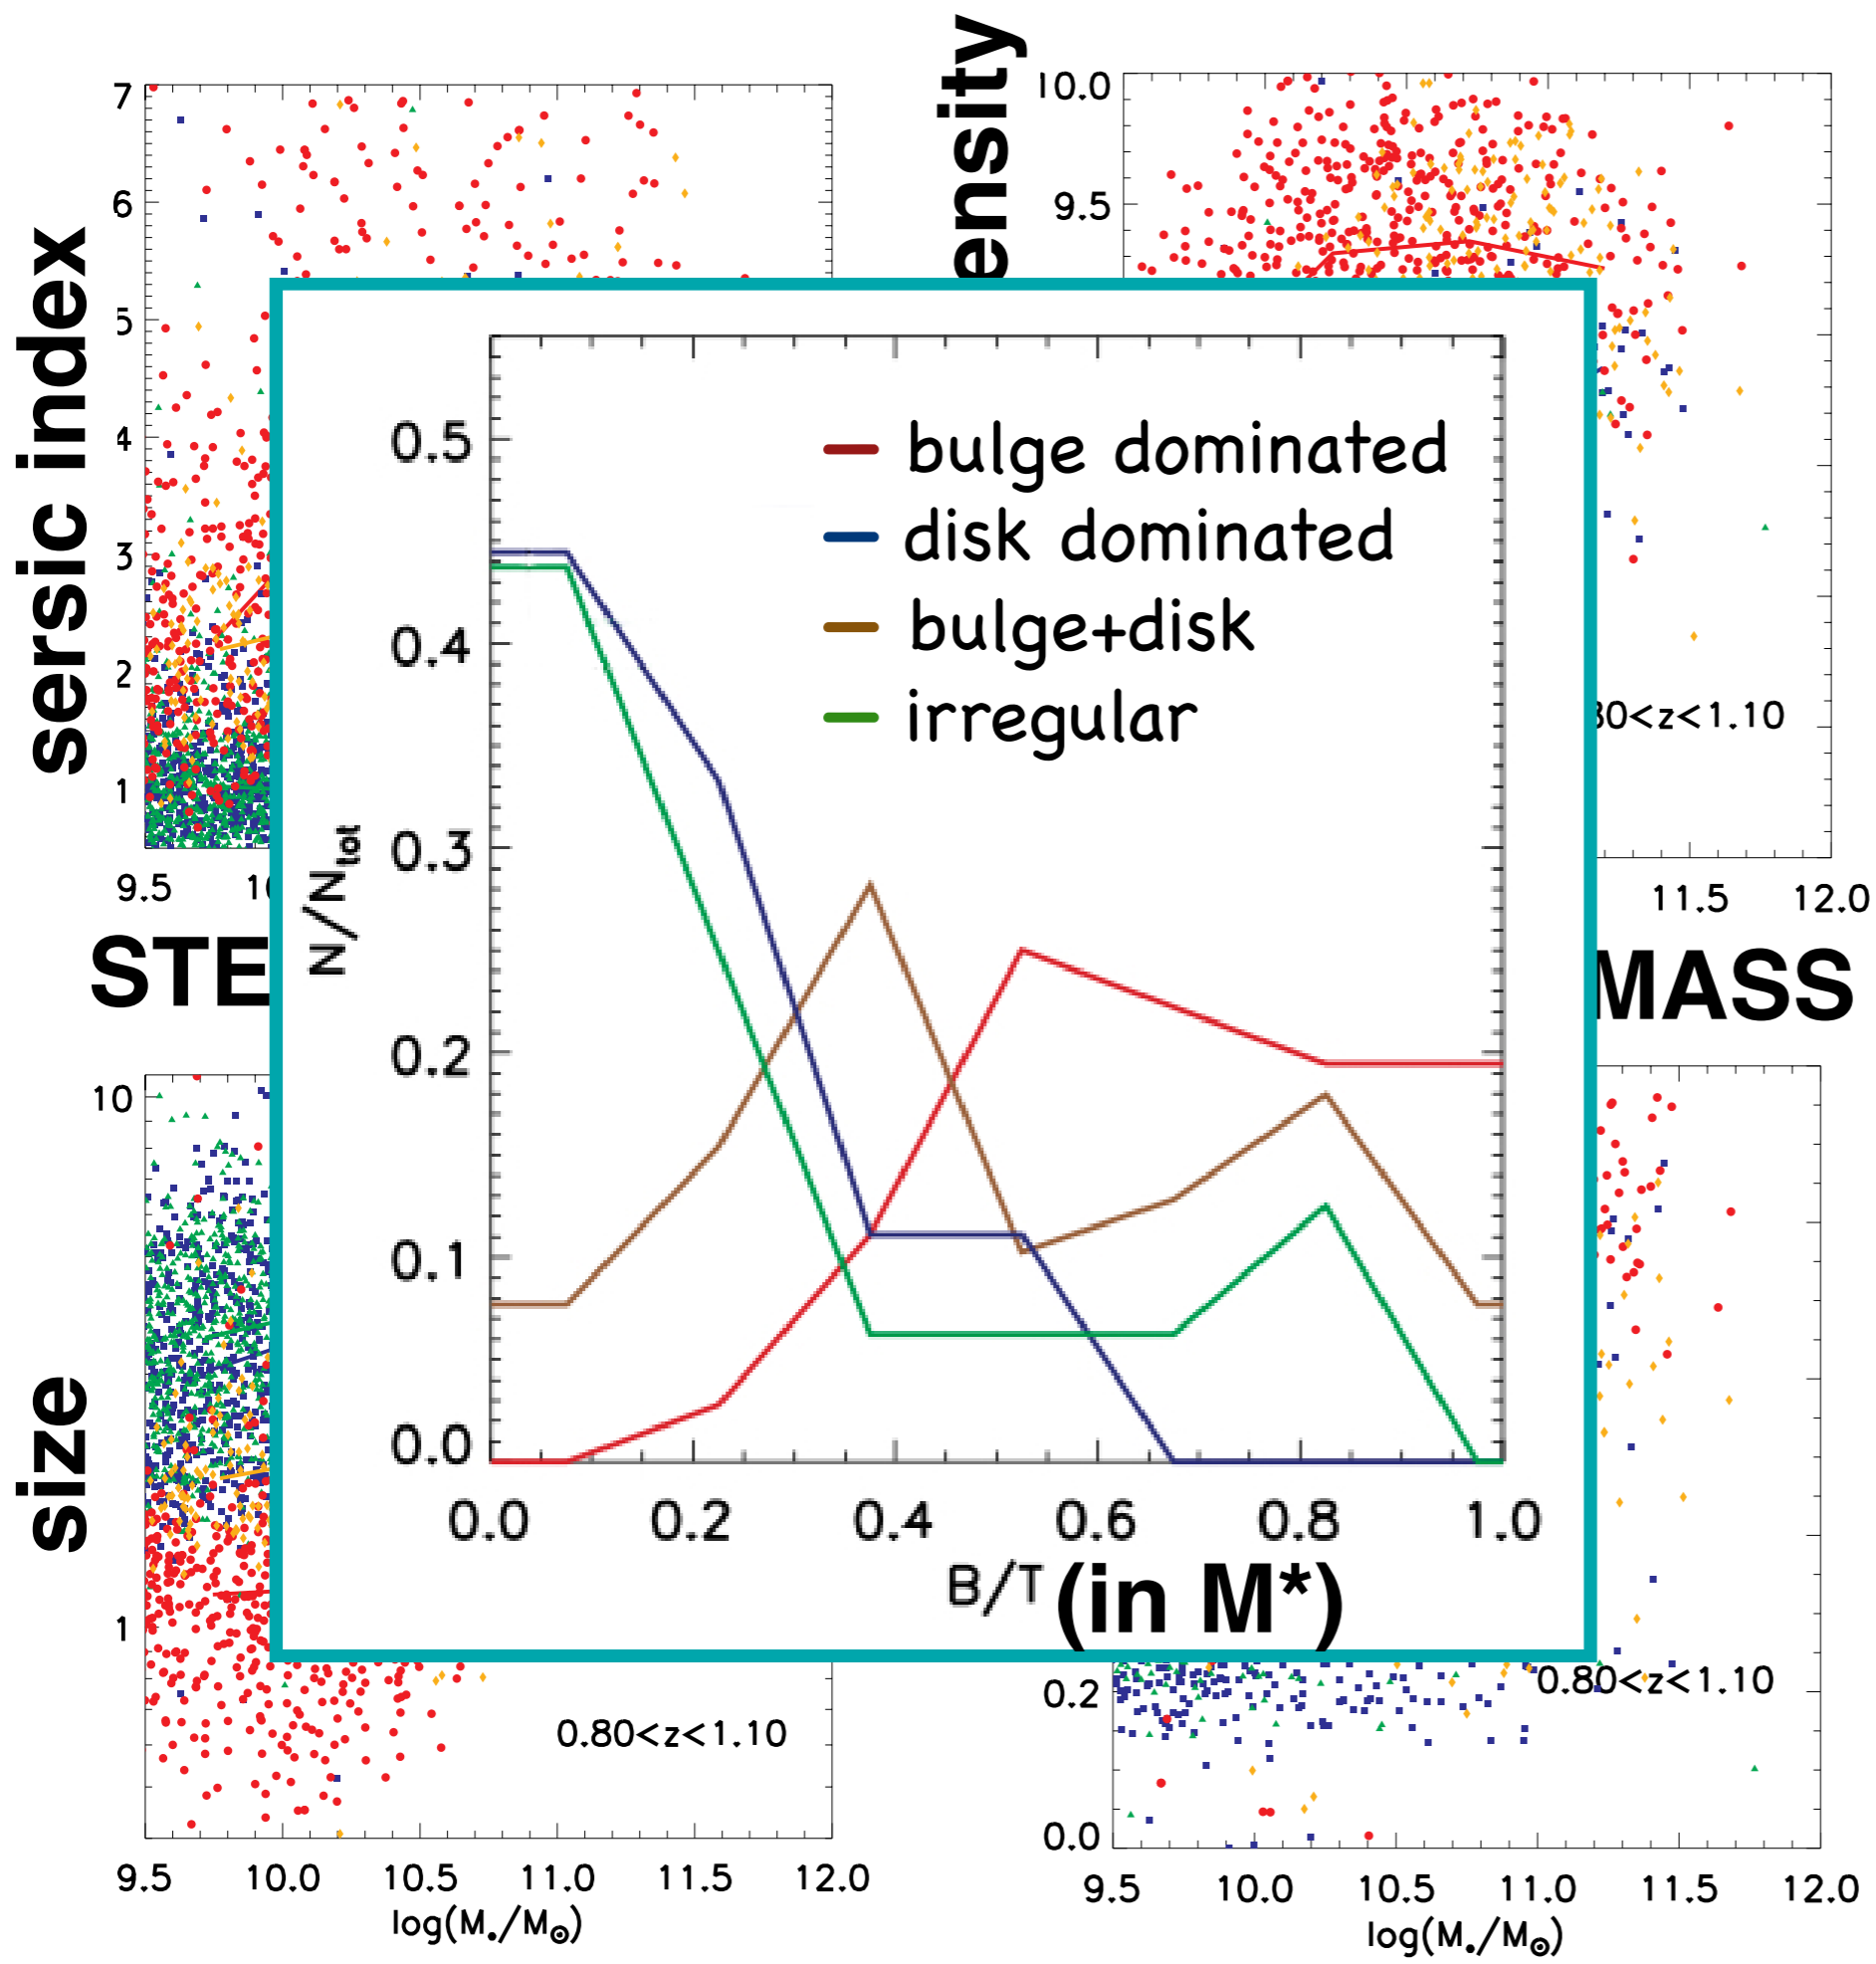 sersic index
7
6
5
4
3
2
1
9.5
ensity
10.0
9.5
80<z<1.10
11.5
12.0
STE
MASS
N/Ntot
0.5
0.4
0.3
0.2
0.1
0.0
bulge dominated
disk dominated
bulge+disk
irregular
0.0 0.2 0.4 0.6 0.8 1.0
B/T (in M*)
size
10
1
0.80<z<1.10
9.5 10.0 10.5 11.0 11.5 12.0
log(M*/M⊙)
0.2
0.0
0.80<z<1.10
9.5 10.0 10.5 11.0 11.5 12.0
log(M*/M⊙)